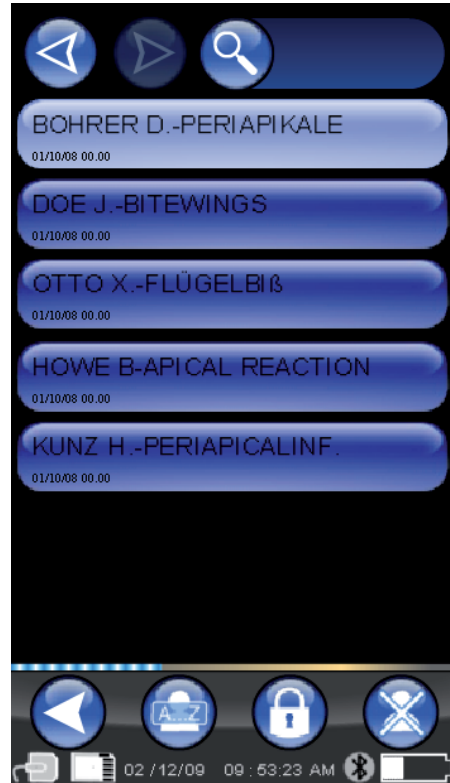 BOHRER D.-PERIAPIKALE
01/10/08 00.00
DOE J.-BITEWINGS
01/10/08 00.00
OTTO X.-FLÜGELBIß
01/10/08 00.00
HOWE B-APICAL REACTION
01/10/08 00.00
KUNZ H.-PERIAPICALINF.
01/10/08 00.00
A...Z
02/12/09 09:53:23 AM